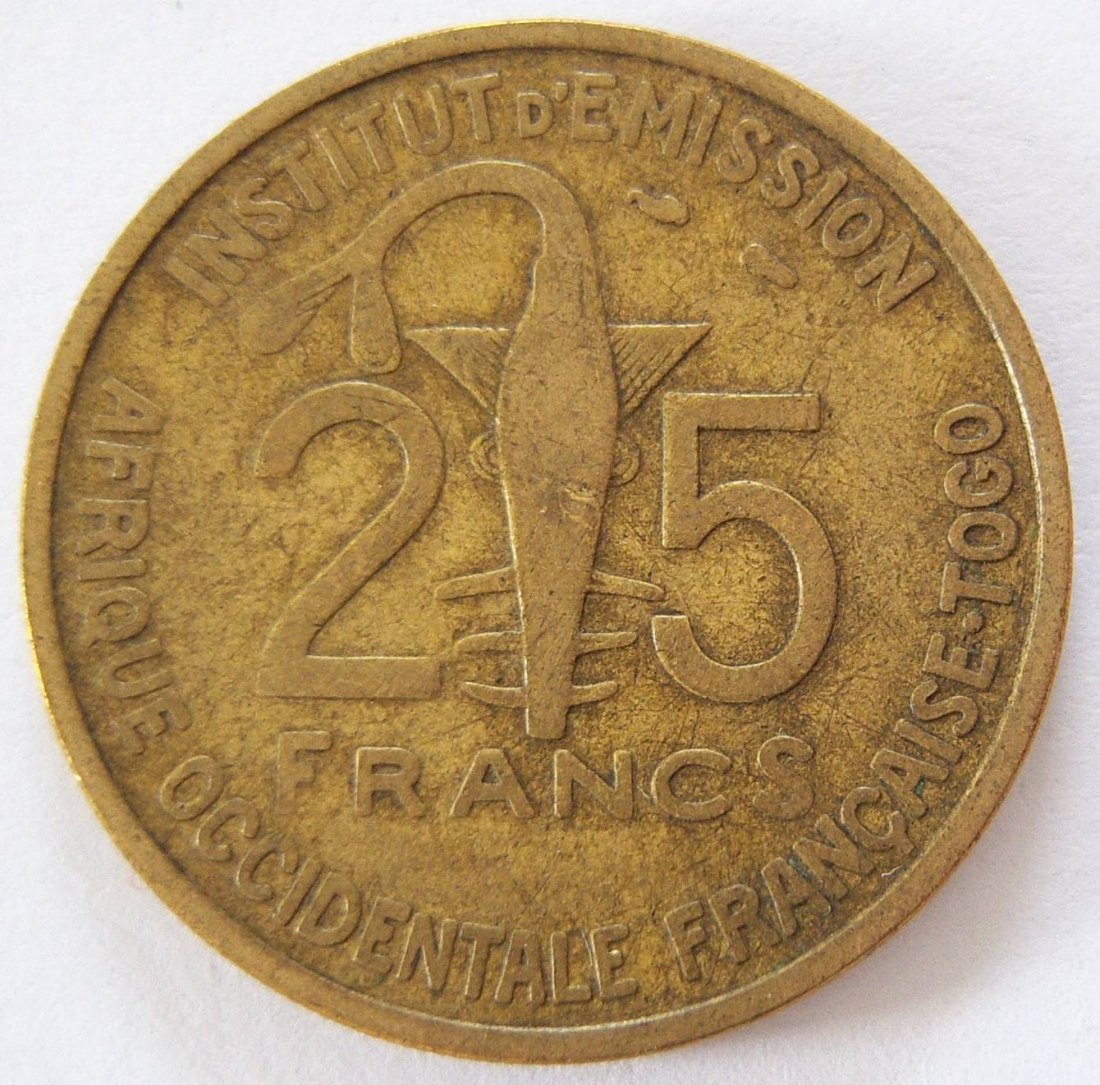 INSTITUT D'EMISSION
25
FRANCS
AFRIQUE OCCIDENTALE FRANÇAISE·TOGO